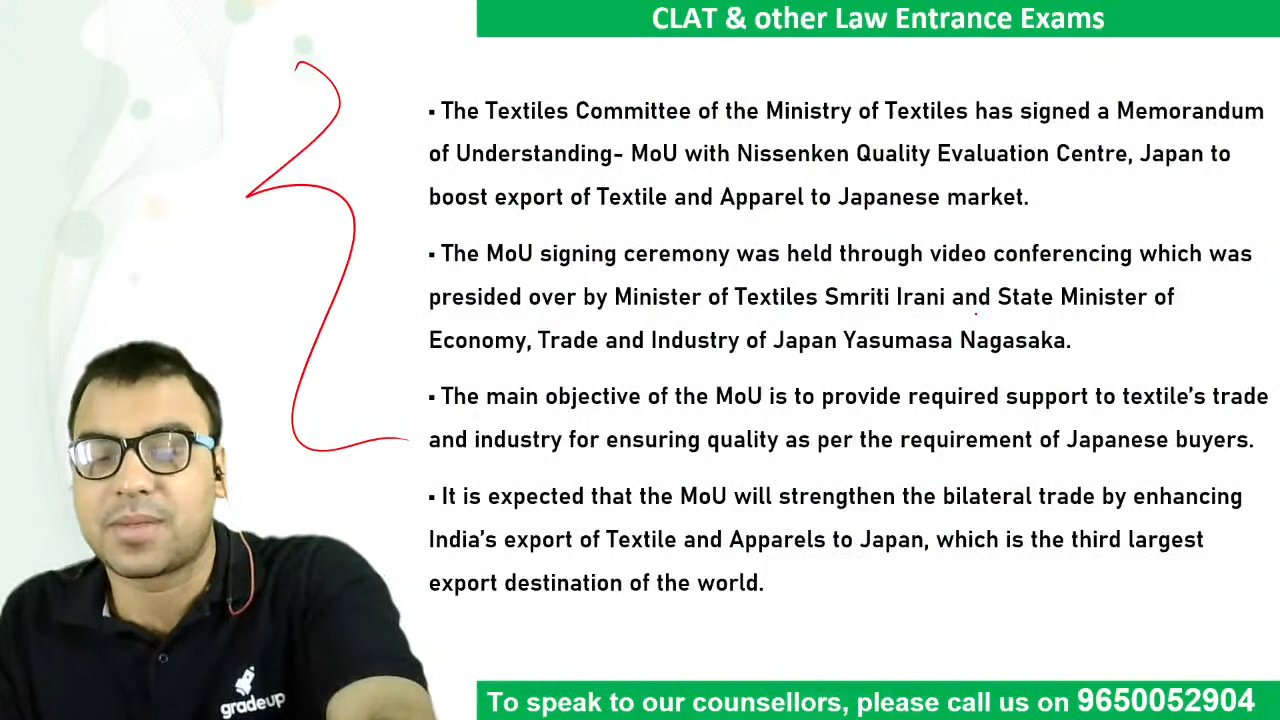 CLAT & other Law Entrance Exams
▪ The Textiles Committee of the Ministry of Textiles has signed a Memorandum
of Understanding- MoU with Nissenken Quality Evaluation Centre, Japan to
boost export of Textile and Apparel to Japanese market.
▪ The MoU signing ceremony was held through video conferencing which was
presided over by Minister of Textiles Smriti Irani and State Minister of
Economy, Trade and Industry of Japan Yasumasa Nagasaka.
▪ The main objective of the MoU is to provide required support to textile’s trade
and industry for ensuring quality as per the requirement of Japanese buyers.
▪ It is expected that the MoU will strengthen the bilateral trade by enhancing
India’s export of Textile and Apparels to Japan, which is the third largest
export destination of the world.
gradeup
To speak to our counsellors, please call us on 9650052904